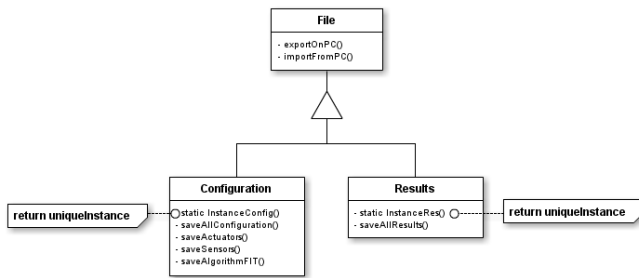 File
- exportOnPC()
- importFromPC()
Configuration
static InstanceConfig()
- saveAllConfiguration()
- saveActuators()
- saveSensors()
- saveAlgorithmFIT()
Results
- static InstanceRes()
- saveAllResults()
return uniqueInstance
return uniqueInstance